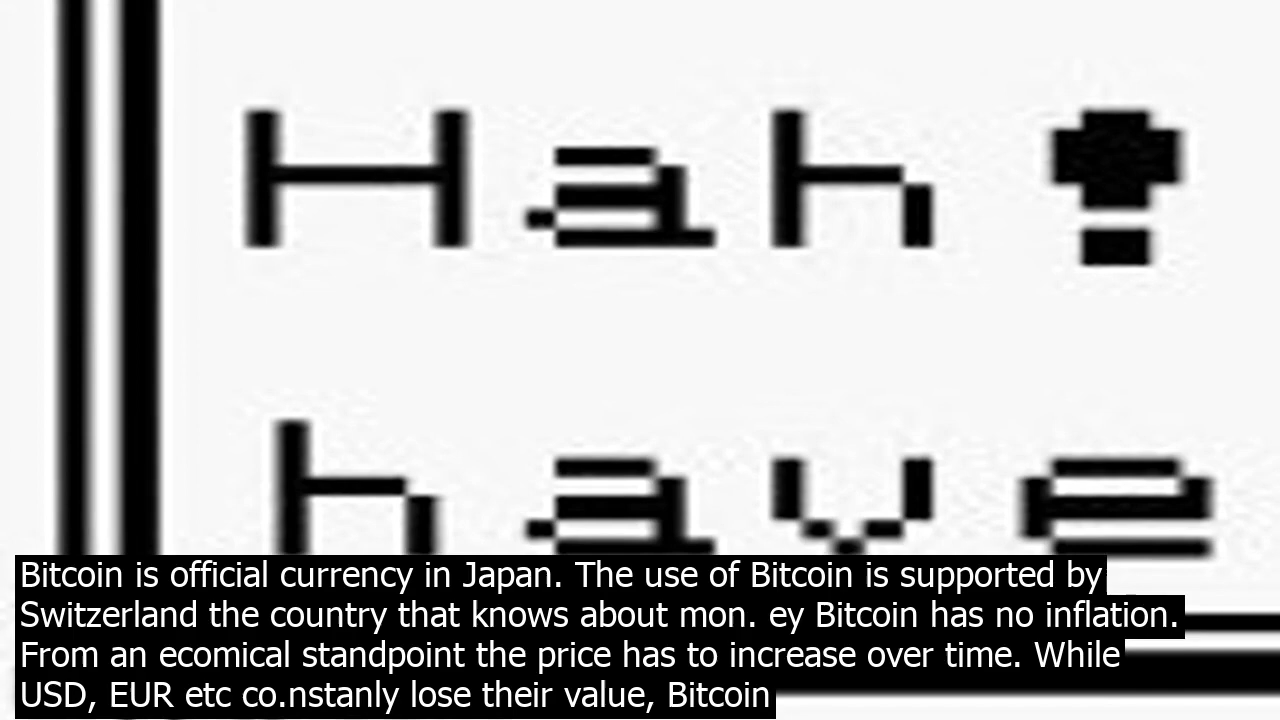 Hah!
have
Bitcoin is official currency in Japan. The use of Bitcoin is supported by
Switzerland the country that knows about mon. ey Bitcoin has no inflation.
From an ecomical standpoint the price has to increase over time. While
USD, EUR etc co.nstanly lose their value, Bitcoin